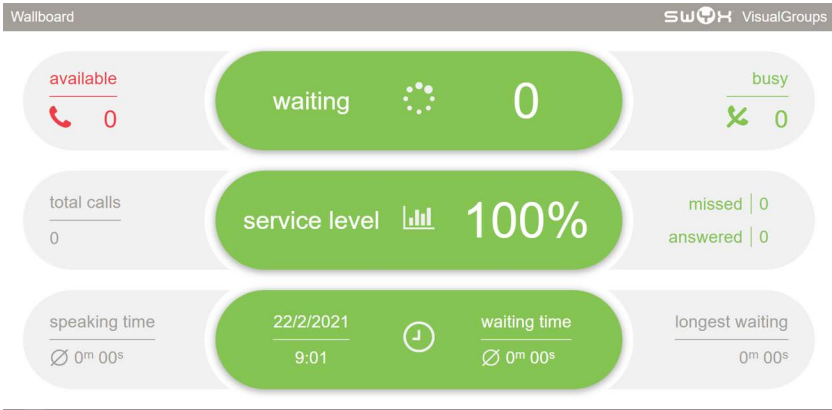 Wallboard
swyx VisualGroups
available
0
waiting 0
busy
0
total calls
0
service level 100%
missed 0
answered 0
speaking time
Ø 0m 00s
22/2/2021
9:01
waiting time
Ø 0m 00s
longest waiting
0m 00s